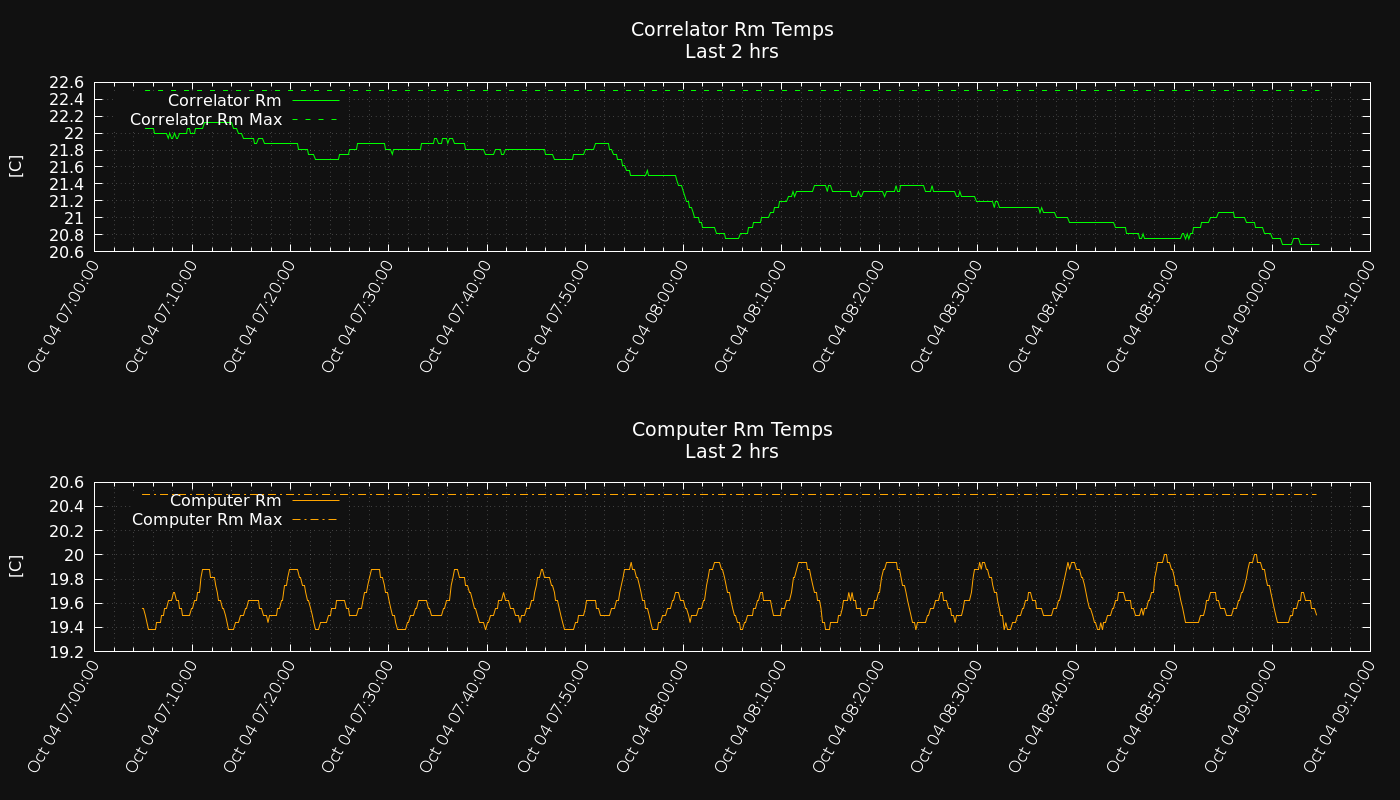 Correlator Rm Temps
Last 2 hrs
22.6
22.4
22.2
22
21.8
21.6
21.4
21.2
21
20.8
20.6
[C]
Correlator Rm
Correlator Rm Max
Oct 04 07:00:00
Oct 04 07:10:00
Oct 04 07:20:00
Oct 04 07:30:00
Oct 04 07:40:00
Oct 04 07:50:00
Oct 04 08:00:00
Oct 04 08:10:00
Oct 04 08:20:00
Oct 04 08:30:00
Oct 04 08:40:00
Oct 04 08:50:00
Oct 04 09:00:00
Oct 04 09:10:00
Computer Rm Temps
Last 2 hrs
20.6
20.4
20.2
20
19.8
19.6
19.4
19.2
[C]
Computer Rm
Computer Rm Max
Oct 04 07:00:00
Oct 04 07:10:00
Oct 04 07:20:00
Oct 04 07:30:00
Oct 04 07:40:00
Oct 04 07:50:00
Oct 04 08:00:00
Oct 04 08:10:00
Oct 04 08:20:00
Oct 04 08:30:00
Oct 04 08:40:00
Oct 04 08:50:00
Oct 04 09:00:00
Oct 04 09:10:00